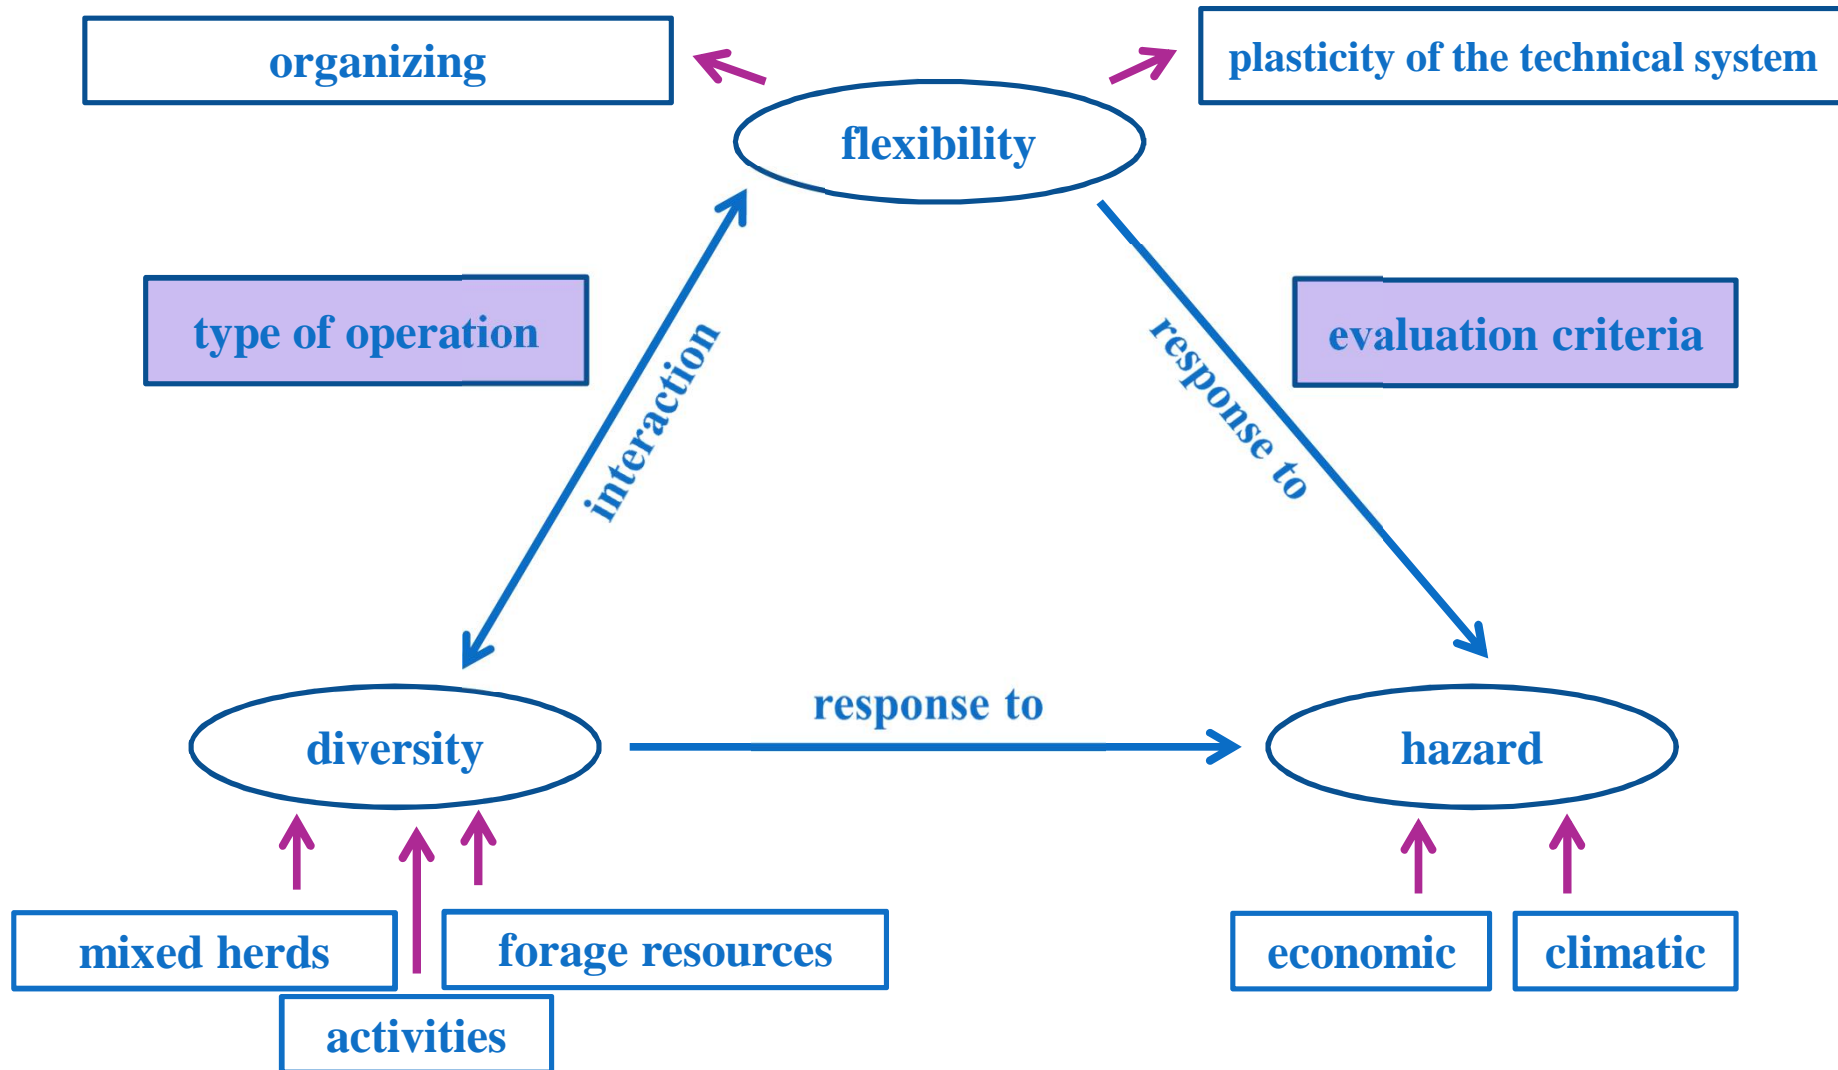 organizing
plasticity of the technical system
flexibility
type of operation
interaction
response to
evaluation criteria
response to
diversity
hazard
mixed herds
forage resources
activities
economic
climatic